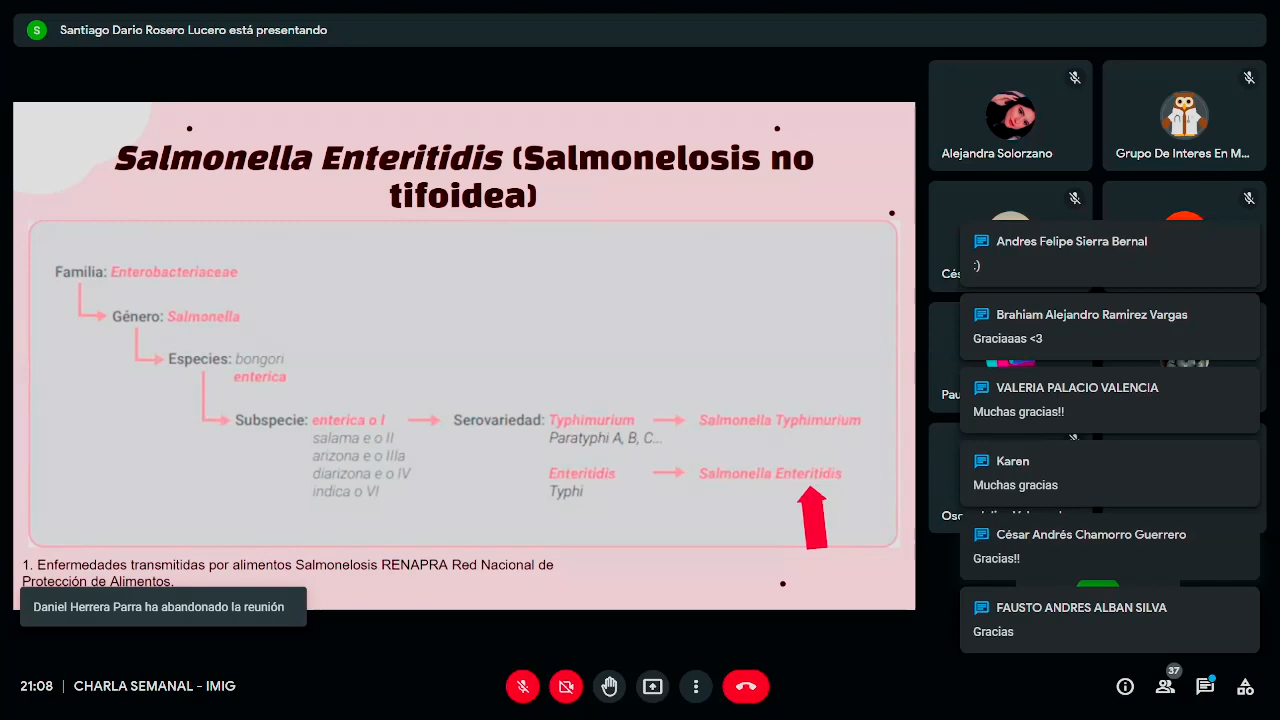 S
Santiago Dario Rosero Lucero está presentando
Salmonella Enteritidis (Salmonelosis no
tifoidea)
Familia: Enterobacteriaceae
Género: Salmonella
Especies: bongori
enterica
Subspecie: enterica o I
salama e o II
arizona e o IIIa
diarizona e o IV
indica o VI
Serovariedad: Typhimurium
Paratyphi A, B, C...
Enteritidis
Typhi
Salmonella Typhimurium
Salmonella Enteritidis
1. Enfermedades transmitidas por alimentos Salmonelosis RENAPRA Red Nacional de
Protección de Alimentos.
Daniel Herrera Parra ha abandonado la reunión
Alejandra Solorzano
Grupo De Interes En M...
Cés
Pau
Andres Felipe Sierra Bernal
:)
Brahiam Alejandro Ramirez Vargas
Graciaaas <3
VALERIA PALACIO VALENCIA
Muchas gracias!!
Karen
Muchas gracias
César Andrés Chamorro Guerrero
Gracias!!
FAUSTO ANDRES ALBAN SILVA
Gracias
21:08 | CHARLA SEMANAL - IMIG
37